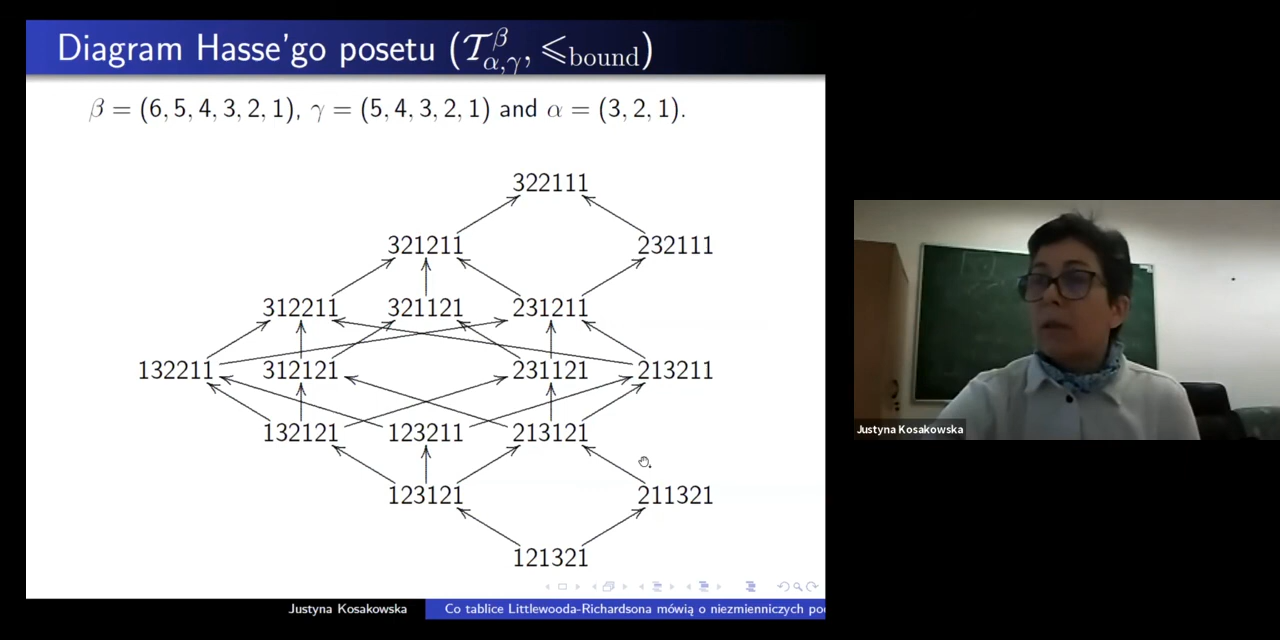 Diagram Hasse'go posetu (𝒯^β_{α,γ}, ⩽_bound)
β = (6, 5, 4, 3, 2, 1), γ = (5, 4, 3, 2, 1) and α = (3, 2, 1).
322111
321211 232111
312211 321121 231211
132211 312121 231121 213211
132121 123211 213121
123121 211321
121321
Justyna Kosakowska
Justyna Kosakowska Co tablice Littlewooda-Richardsona mówią o niezmienniczych